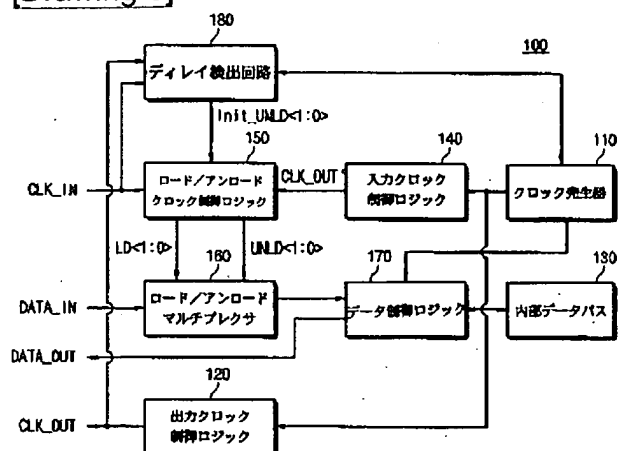 180
100
ディレイ検出回路
Init_UNLD<1:0>
150
140
110
CLK_IN
ロード/アンロード
クロック制御ロジック
CLK_OUT
入力クロック
制御ロジック
クロック発生器
LD<1:0>
UNLD<1:0>
160
170
130
DATA_IN
ロード/アンロード
マルチプレクサ
データ制御ロジック
内部データパス
DATA_OUT
120
CLK_OUT
出力クロック
制御ロジック